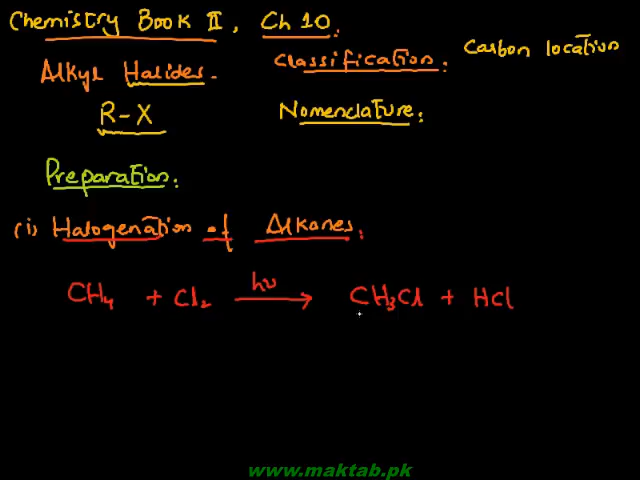 Chemistry Book II, Ch 10.
Alkyl Halides.
Classification: Carbon location
R-X
Nomenclature:
Preparation:
(i) Halogenation of Alkanes:
CH₄ + Cl₂ →hν CH₃Cl + HCl
www.maktab.pk